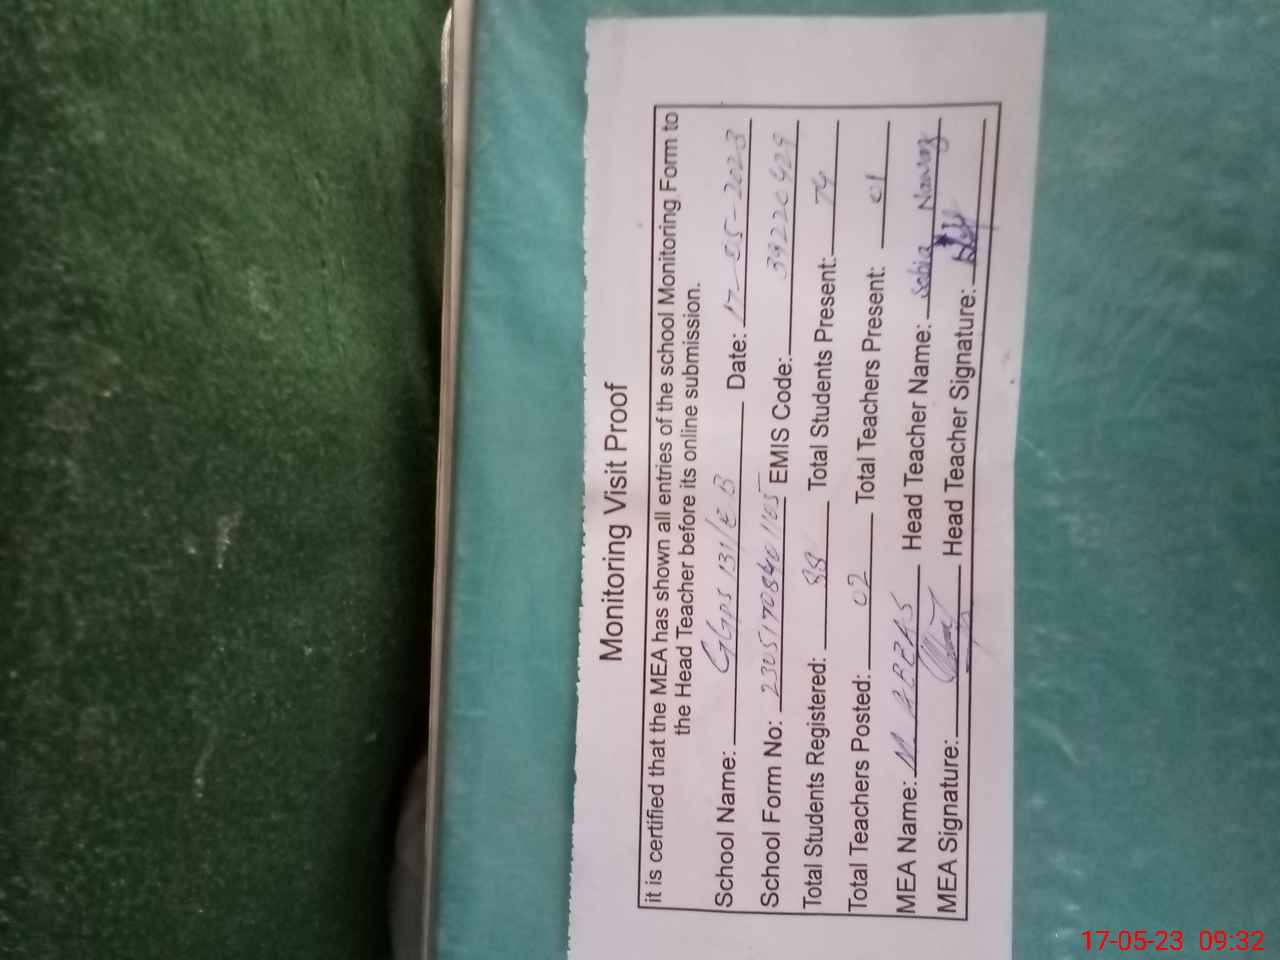 Monitoring Visit Proof
it is certified that the MEA has shown all entries of the school Monitoring Form to
the Head Teacher before its online submission.
School Name: GGPS 131/EB Date: 17-05-2023
School Form No: 23051708401105 EMIS Code: 39220429
Total Students Registered: 88 Total Students Present: 74
Total Teachers Posted: 02 Total Teachers Present: 01
MEA Name: M ABBAS Head Teacher Name: Sobia Nawaz
MEA Signature: Head Teacher Signature:
17-05-23 09:32